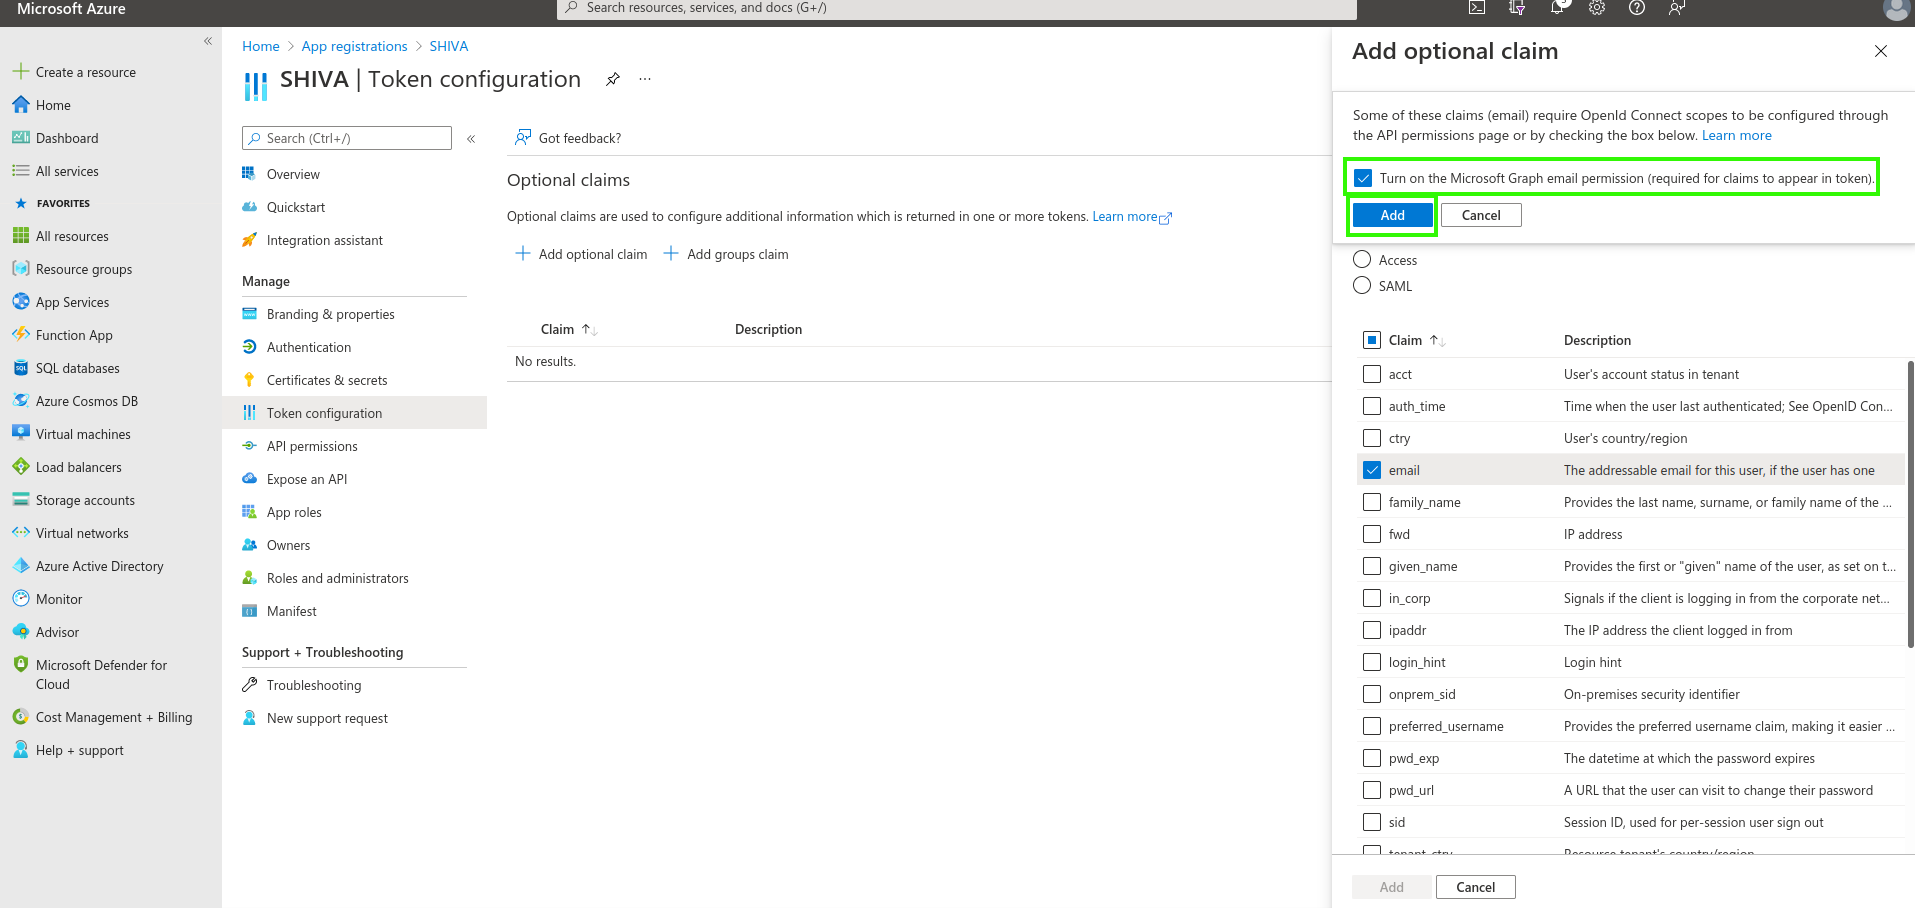 Microsoft Azure
Search resources, services, and docs (G+/)
Create a resource
Home
Dashboard
All services
FAVORITES
All resources
Resource groups
App Services
Function App
SQL databases
Azure Cosmos DB
Virtual machines
Load balancers
Storage accounts
Virtual networks
Azure Active Directory
Monitor
Advisor
Microsoft Defender for
Cloud
Cost Management + Billing
Help + support
Home > App registrations > SHIVA
SHIVA | Token configuration
Search (Ctrl+/)
Overview
Quickstart
Integration assistant
Manage
Branding & properties
Authentication
Certificates & secrets
Token configuration
API permissions
Expose an API
App roles
Owners
Roles and administrators
Manifest
Support + Troubleshooting
Troubleshooting
New support request
Got feedback?
Optional claims
Optional claims are used to configure additional information which is returned in one or more tokens. Learn more
Add optional claim
Add groups claim
Claim Description
No results.
Add optional claim
Some of these claims (email) require OpenId Connect scopes to be configured through
the API permissions page or by checking the box below. Learn more
Turn on the Microsoft Graph email permission (required for claims to appear in token).
Add Cancel
Access
SAML
Claim Description
acct User's account status in tenant
auth_time Time when the user last authenticated; See OpenID Con...
ctry User's country/region
email The addressable email for this user, if the user has one
family_name Provides the last name, surname, or family name of the ...
fwd IP address
given_name Provides the first or "given" name of the user, as set on t...
in_corp Signals if the client is logging in from the corporate net...
ipaddr The IP address the client logged in from
login_hint Login hint
onprem_sid On-premises security identifier
preferred_username Provides the preferred username claim, making it easier ...
pwd_exp The datetime at which the password expires
pwd_url A URL that the user can visit to change their password
sid Session ID, used for per-session user sign out
tenant_ctry Resource tenant's country/region
Add Cancel